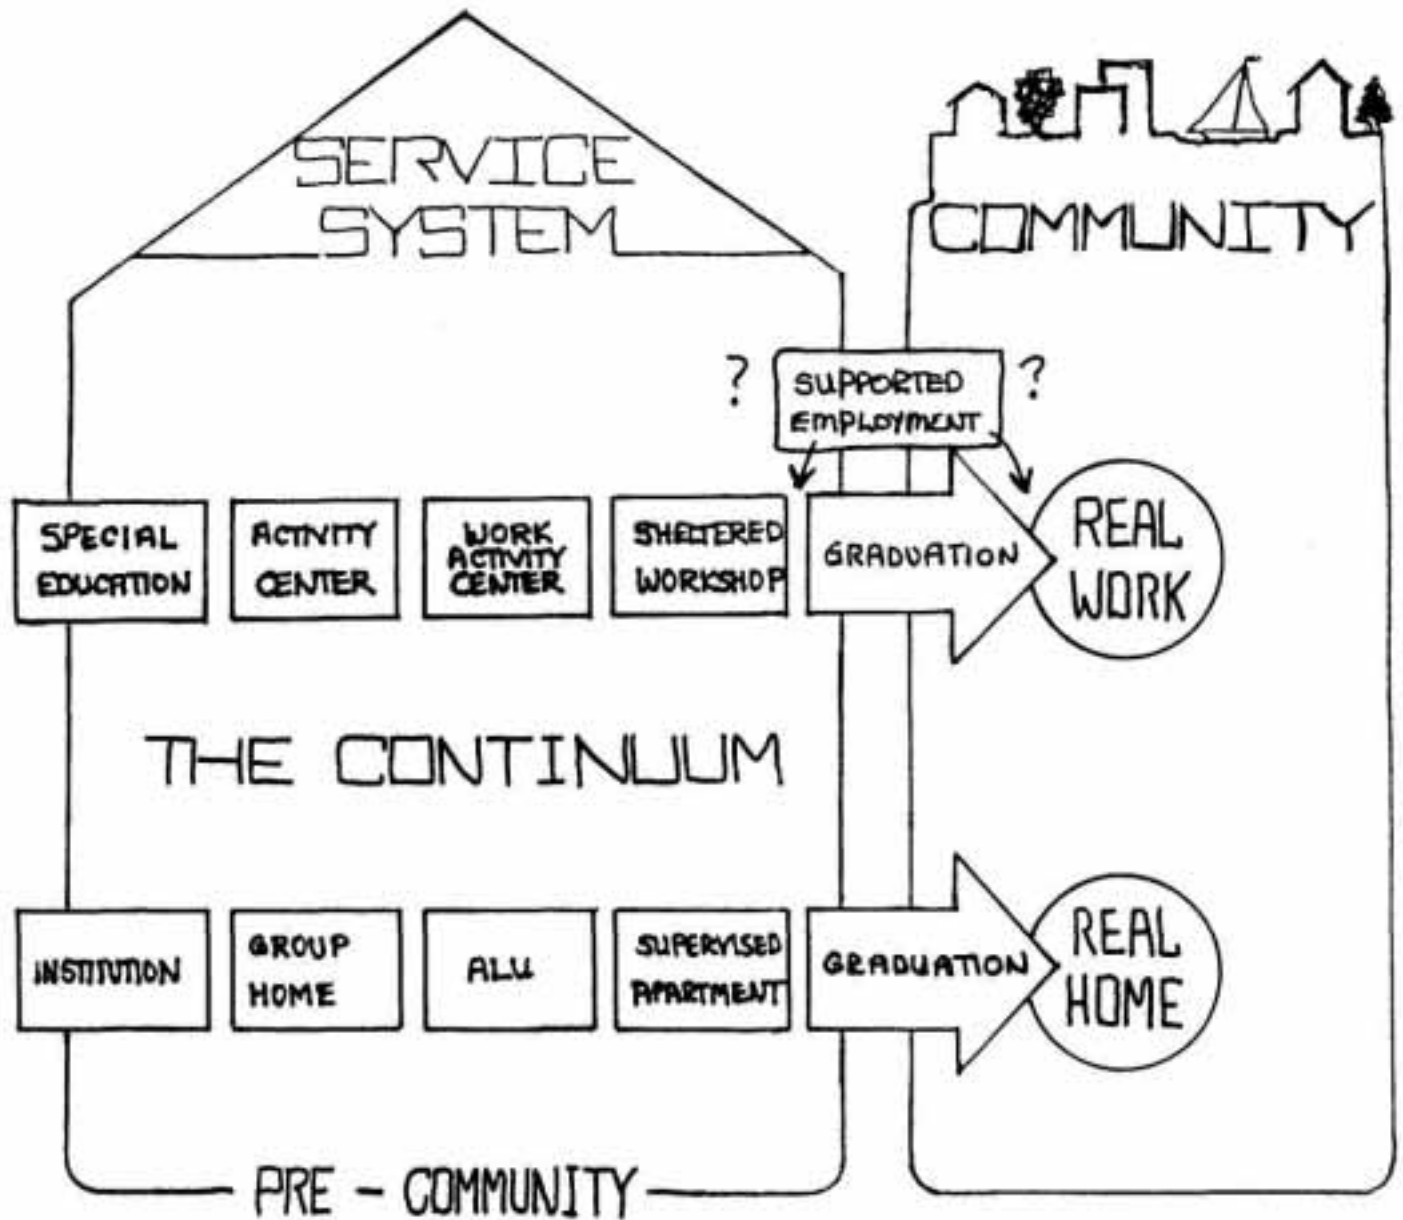 SERVICE
SYSTEM
COMMUNITY
?
SUPPORTED
EMPLOYMENT
?
SPECIAL
EDUCATION
ACTIVITY
CENTER
WORK
ACTIVITY
CENTER
SHELTERED
WORKSHOP
GRADUATION
REAL
WORK
THE CONTINUUM
INSTITUTION
GROUP
HOME
ALU
SUPERVISED
APARTMENT
GRADUATION
REAL
HOME
PRE - COMMUNITY